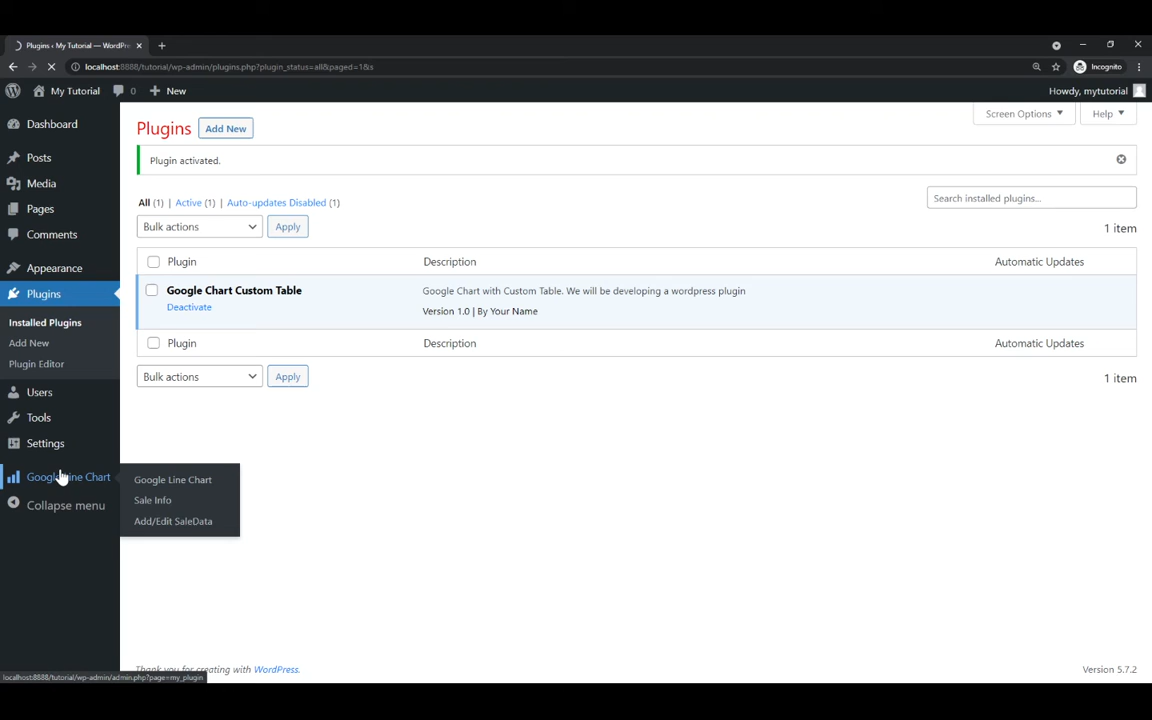 Plugins ‹ My Tutorial — WordPre
localhost:8888/tutorial/wp-admin/plugins.php?plugin_status=all&paged=1&s
Incognito
My Tutorial
0
New
Howdy, mytutorial
Dashboard
Posts
Media
Pages
Comments
Appearance
Plugins
Installed Plugins
Add New
Plugin Editor
Users
Tools
Settings
Google Line Chart
Collapse menu
Google Line Chart
Sale Info
Add/Edit SaleData
Screen Options
Help
Plugins
Add New
Plugin activated.
All (1) | Active (1) | Auto-updates Disabled (1)
Search installed plugins...
Bulk actions
Apply
1 item
Plugin Description Automatic Updates
Google Chart Custom Table
Deactivate
Google Chart with Custom Table. We will be developing a wordpress plugin
Version 1.0 | By Your Name
Plugin Description Automatic Updates
Bulk actions
Apply
1 item
Thank you for creating with WordPress.
Version 5.7.2
localhost:8888/tutorial/wp-admin/admin.php?page=my_plugin